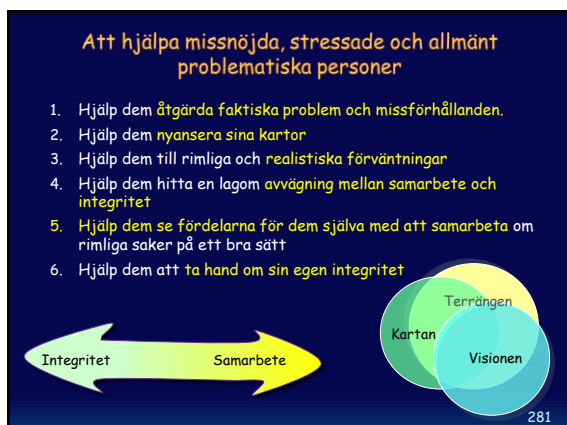 Att hjälpa missnöjda, stressade och allmänt
problematiska personer
1. Hjälp dem åtgärda faktiska problem och missförhållanden.
2. Hjälp dem nyansera sina kartor
3. Hjälp dem till rimliga och realistiska förväntningar
4. Hjälp dem hitta en lagom avvägning mellan samarbete och
integritet
5. Hjälp dem se fördelarna för dem själva med att samarbeta om
rimliga saker på ett bra sätt
6. Hjälp dem att ta hand om sin egen integritet
Terrängen
Kartan
Visionen
Integritet Samarbete
281